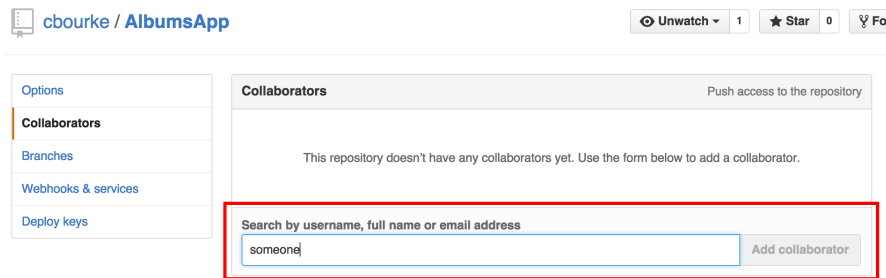 cbourke / AlbumsApp
Unwatch 1 Star 0 Fo
Options
Collaborators
Branches
Webhooks & services
Deploy keys
Collaborators Push access to the repository
This repository doesn't have any collaborators yet. Use the form below to add a collaborator.
Search by username, full name or email address
someone Add collaborator